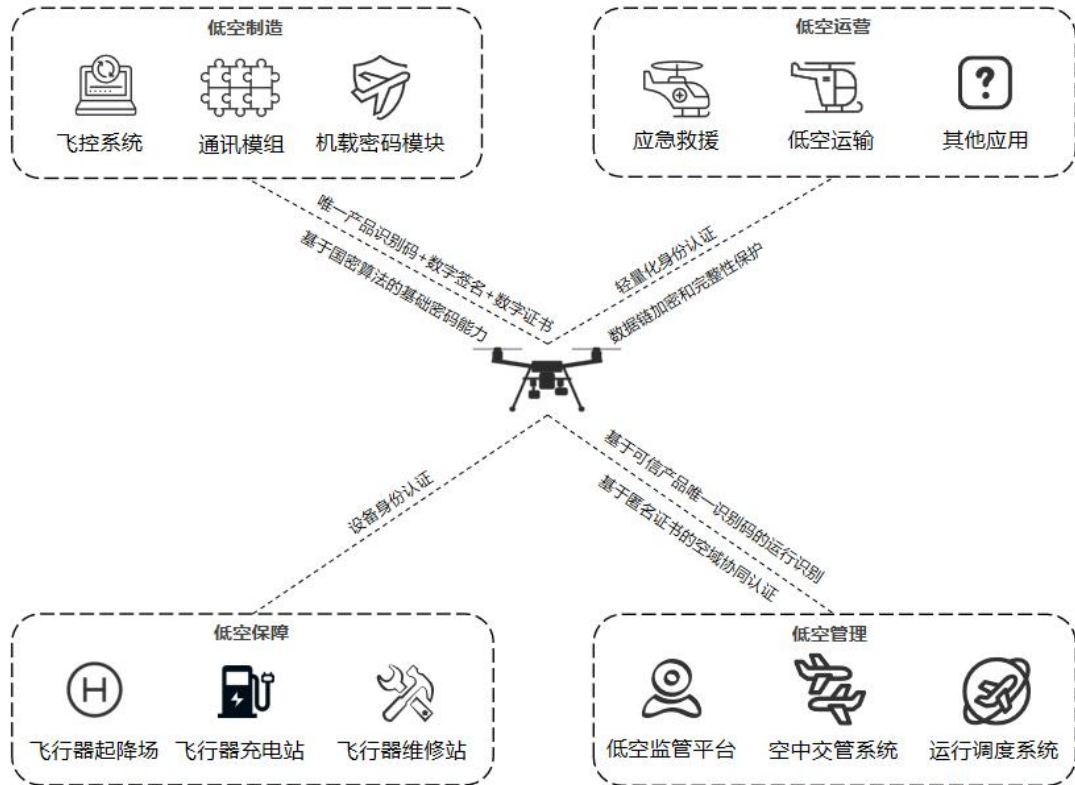 低空制造
飞控系统
通讯模组
机载密码模块
低空运营
应急救援
低空运输
其他应用
唯一产品识别码+数字签名+数字证书
基于国密算法的基础密码能力
轻量化身份认证
数据链加密和完整性保护
设备身份认证
基于可信产品唯一识别码的运行识别
基于匿名证书的空域协同认证
低空保障
H
飞行器起降场
飞行器充电站
飞行器维修站
低空管理
低空监管平台
空中交管系统
运行调度系统